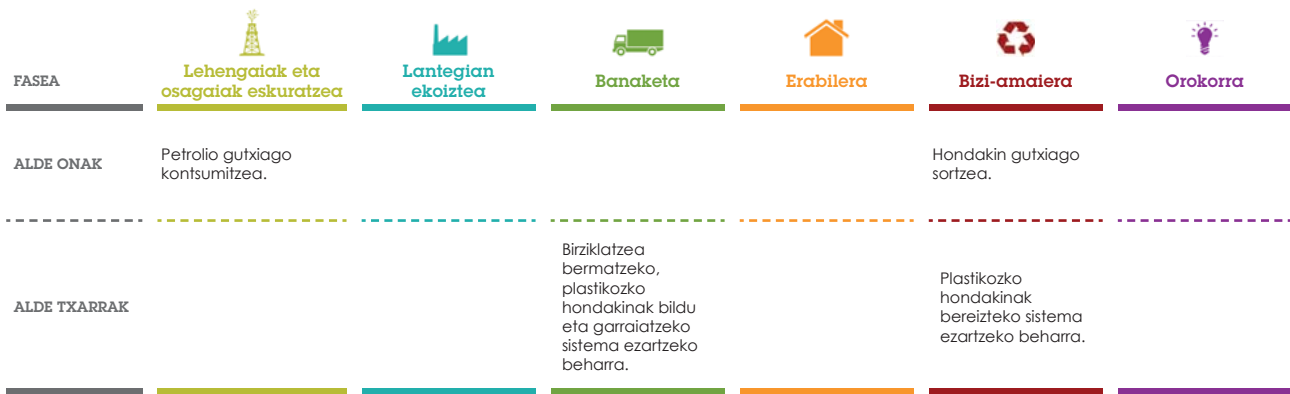 FASEA
Lehengaiak eta
osagaiak eskuratzea
Lantegian
ekoiztea
Banaketa
Erabilera
Bizi-amaiera
Orokorra
ALDE ONAK
Petrolio gutxiago
kontsumitzea.
Hondakin gutxiago
sortzea.
ALDE TXARRAK
Birziklatzea
bermatzeko,
plastikozko
hondakinak bildu
eta garraiatzeko
sistema ezartzeko
beharra.
Plastikozko
hondakinak
bereizteko sistema
ezartzeko beharra.